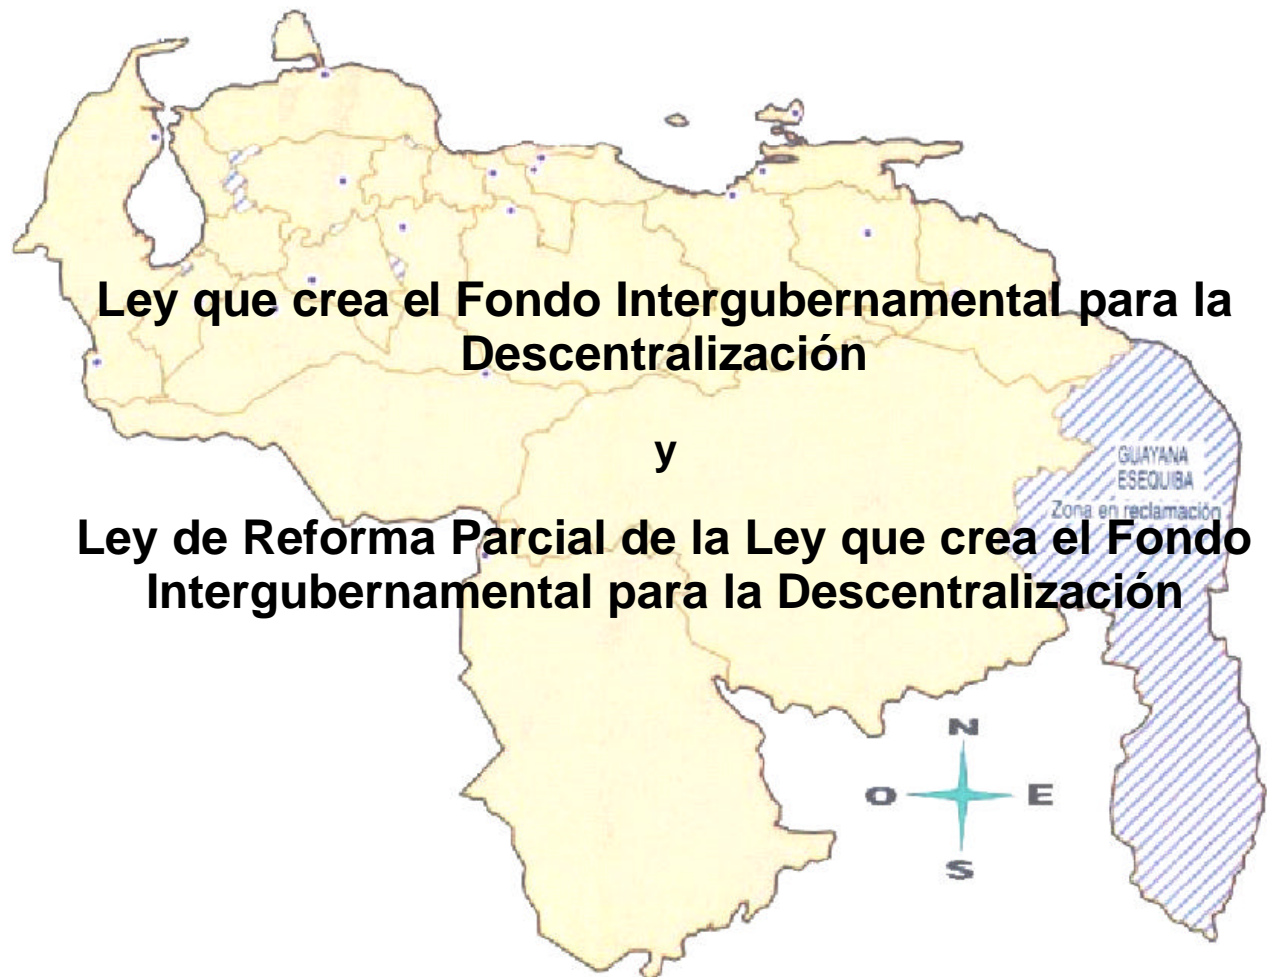 Ley que crea el Fondo Intergubernamental para la
Descentralización
y
GUAYANA
ESEQUIBA
Zona en reclamación
Ley de Reforma Parcial de la Ley que crea el Fondo
Intergubernamental para la Descentralización
N
O E
S